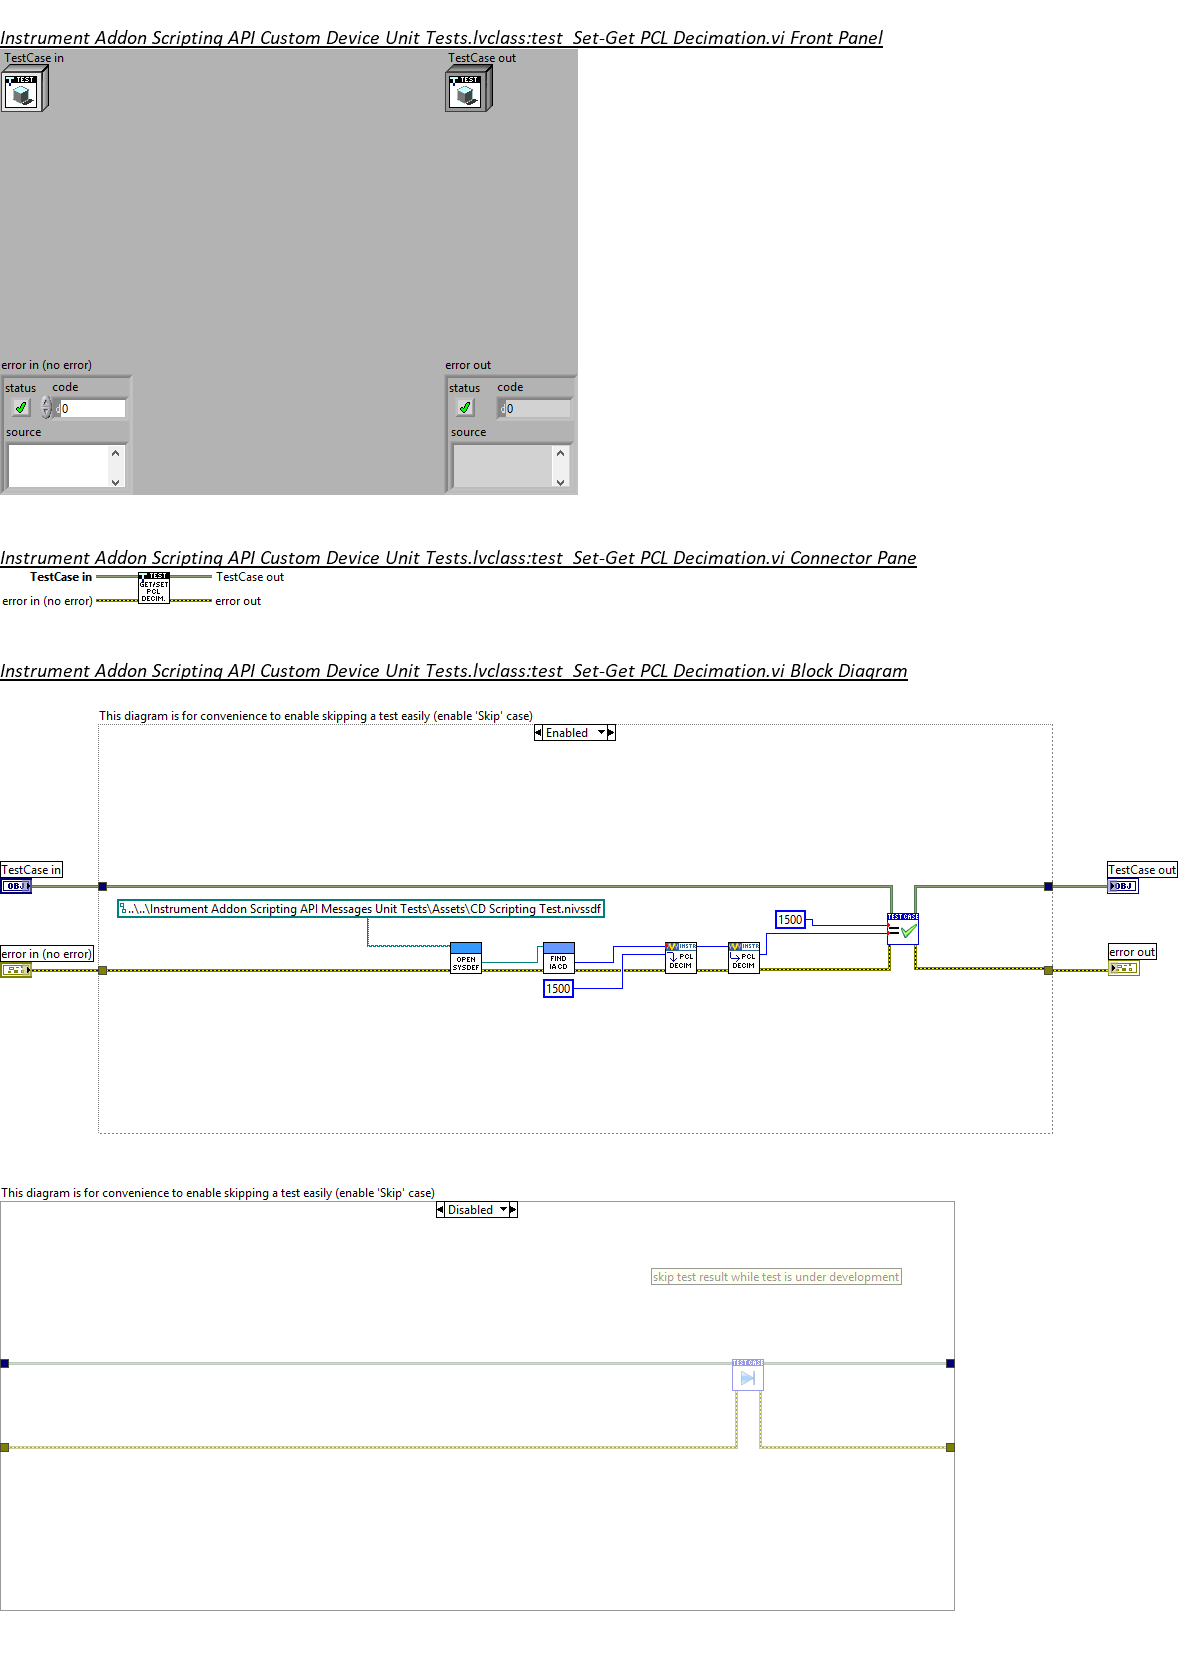 Instrument Addon Scripting API Custom Device Unit Tests.lvclass:test_Set-Get PCL Decimation.vi Front Panel
TestCase in
TestCase out
TEST
TEST
error in (no error)
error out
status code
status code
d 0
d 0
source
source
Instrument Addon Scripting API Custom Device Unit Tests.lvclass:test_Set-Get PCL Decimation.vi Connector Pane
TestCase in
TEST
GET/SET
PCL
DECIM.
TestCase out
error in (no error)
error out
Instrument Addon Scripting API Custom Device Unit Tests.lvclass:test_Set-Get PCL Decimation.vi Block Diagram
This diagram is for convenience to enable skipping a test easily (enable 'Skip' case)
Enabled
TestCase in
OBJ
TestCase out
OBJ
..\..\Instrument Addon Scripting API Messages Unit Tests\Assets\CD Scripting Test.nivssdf
1500
TEST CASE
error in (no error)
error out
OPEN
SYSDEF
FIND
IA CD
INSTR
PCL
DECIM
INSTR
PCL
DECIM
1500
This diagram is for convenience to enable skipping a test easily (enable 'Skip' case)
Disabled
skip test result while test is under development
TEST CASE